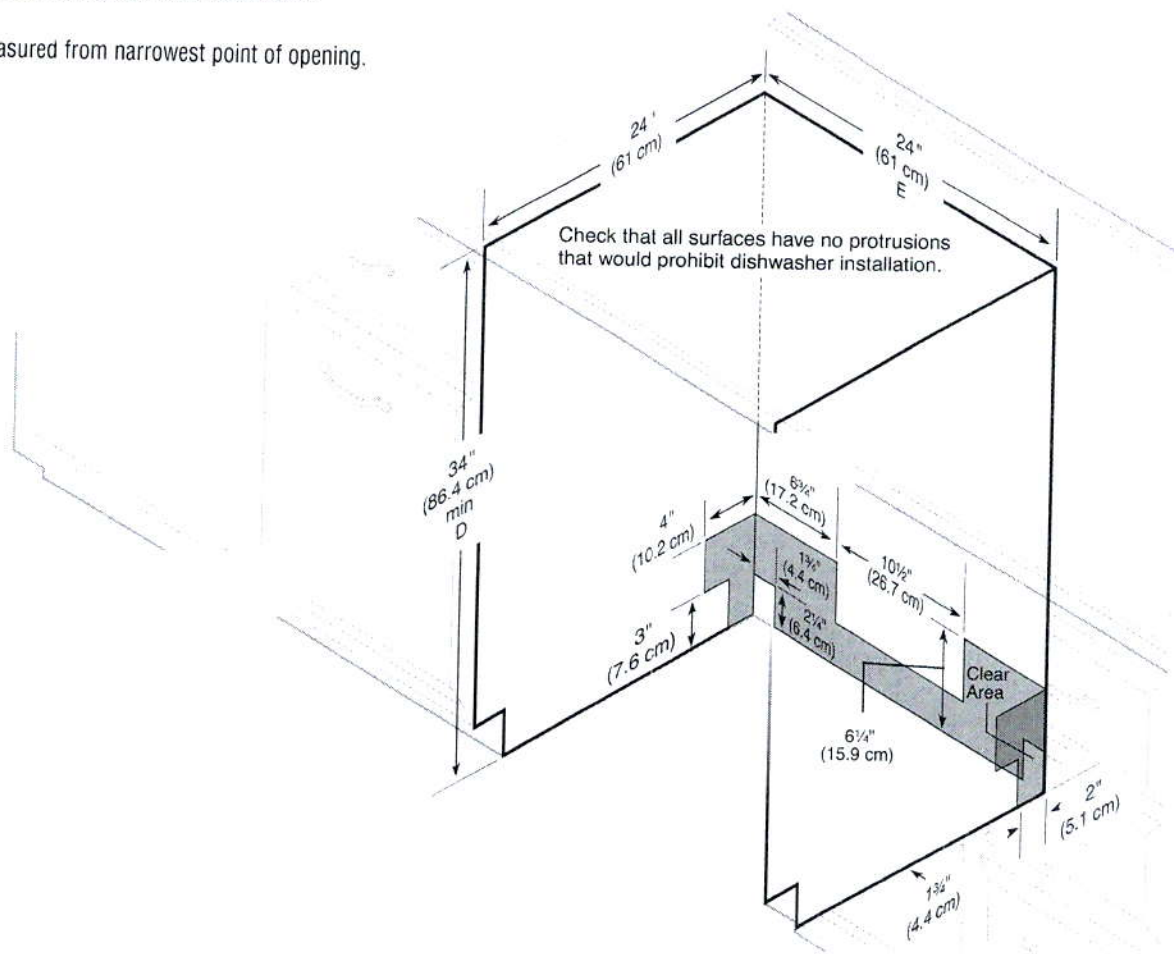 asured from narrowest point of opening.
24'
(61 cm)
24"
(61 cm)
E
Check that all surfaces have no protrusions
that would prohibit dishwasher installation.
34"
(86.4 cm)
min
D
4"
(10.2 cm)
6¾"
(17.2 cm)
1¾"
(4.4 cm)
10½"
(26.7 cm)
3"
(7.6 cm)
2¼"
(6.4 cm)
Clear
Area
6¼"
(15.9 cm)
2"
(5.1 cm)
1¾"
(4.4 cm)